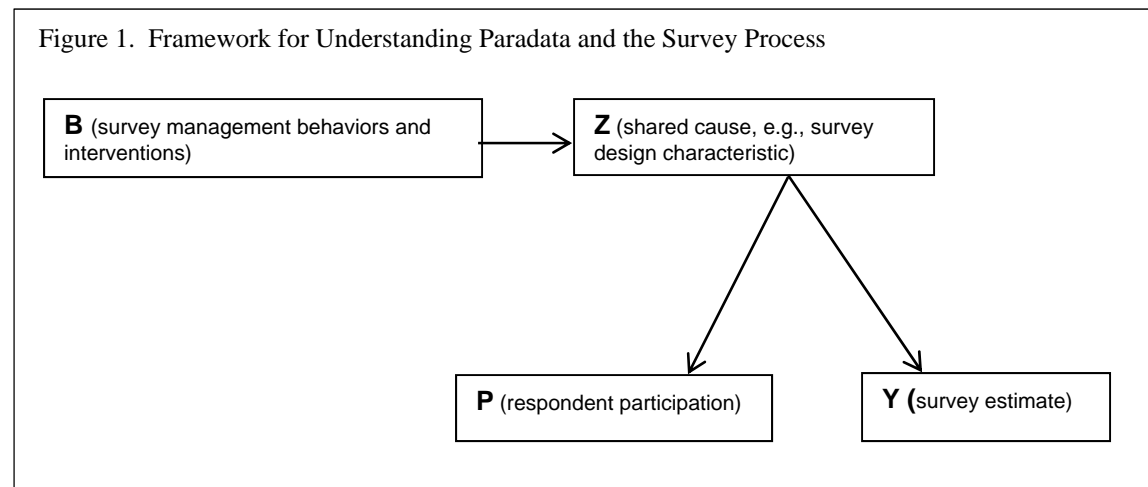 Figure 1.  Framework for Understanding Paradata and the Survey Process
B (survey management behaviors and
interventions)
Z (shared cause, e.g., survey
design characteristic)
P (respondent participation)
Y (survey estimate)